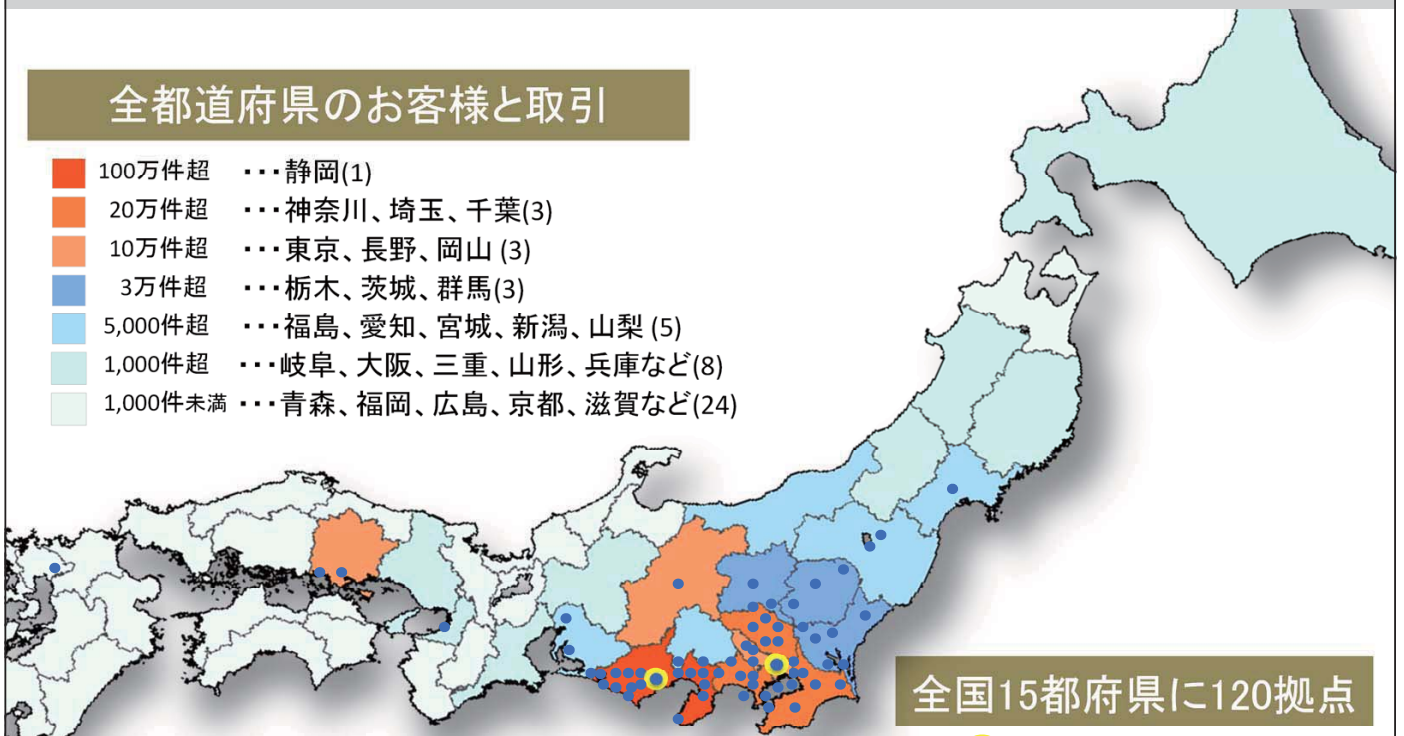 全都道府県のお客様と取引
100万件超 ・・・静岡(1)
20万件超 ・・・神奈川、埼玉、千葉(3)
10万件超 ・・・東京、長野、岡山 (3)
3万件超 ・・・栃木、茨城、群馬(3)
5,000件超 ・・・福島、愛知、宮城、新潟、山梨 (5)
1,000件超 ・・・岐阜、大阪、三重、山形、兵庫など(8)
1,000件未満 ・・・青森、福岡、広島、京都、滋賀など(24)
全国15都府県に120拠点